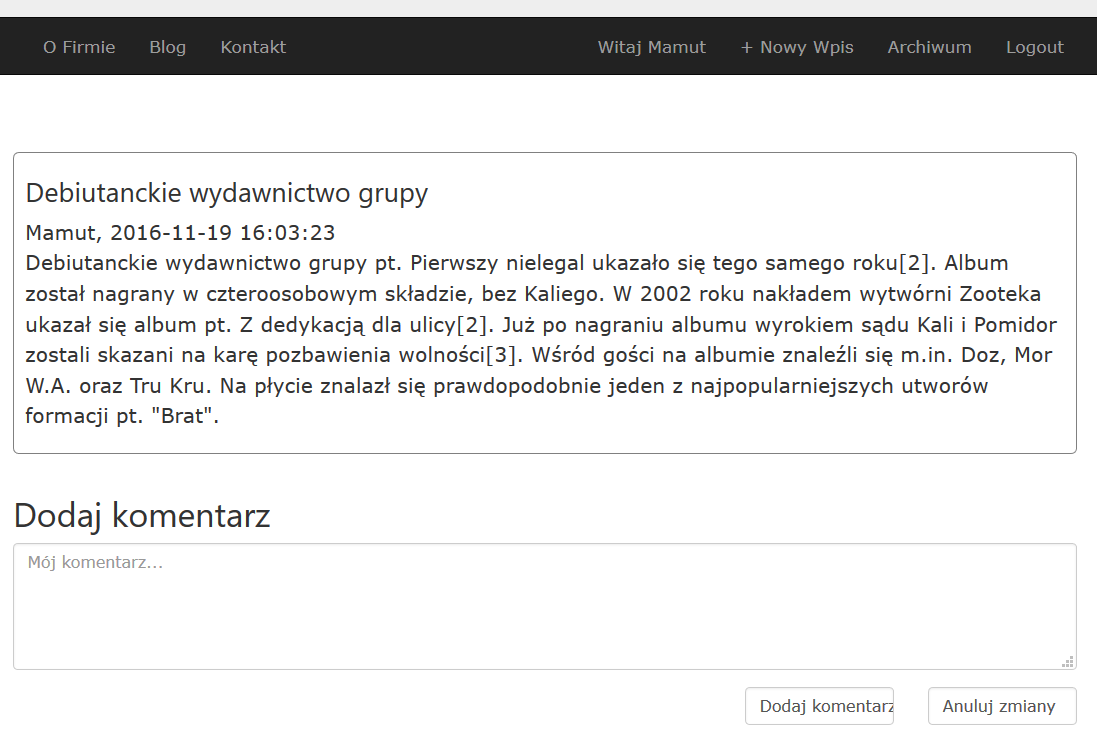 O Firmie Blog Kontakt Witaj Mamut + Nowy Wpis Archiwum Logout
Debiutanckie wydawnictwo grupy
Mamut, 2016-11-19 16:03:23
Debiutanckie wydawnictwo grupy pt. Pierwszy nielegal ukazało się tego samego roku[2]. Album
został nagrany w czteroosobowym składzie, bez Kaliego. W 2002 roku nakładem wytwórni Zooteka
ukazał się album pt. Z dedykacją dla ulicy[2]. Już po nagraniu albumu wyrokiem sądu Kali i Pomidor
zostali skazani na karę pozbawienia wolności[3]. Wśród gości na albumie znaleźli się m.in. Doz, Mor
W.A. oraz Tru Kru. Na płycie znalazł się prawdopodobnie jeden z najpopularniejszych utworów
formacji pt. "Brat".
Dodaj komentarz
Mój komentarz...
Dodaj komentarz Anuluj zmiany